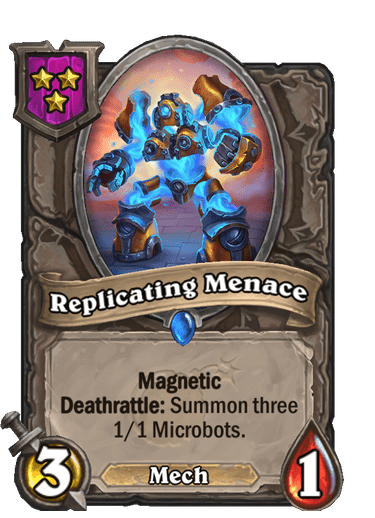 Replicating Menace
Magnetic
Deathrattle: Summon three
1/1 Microbots.
3
Mech
1